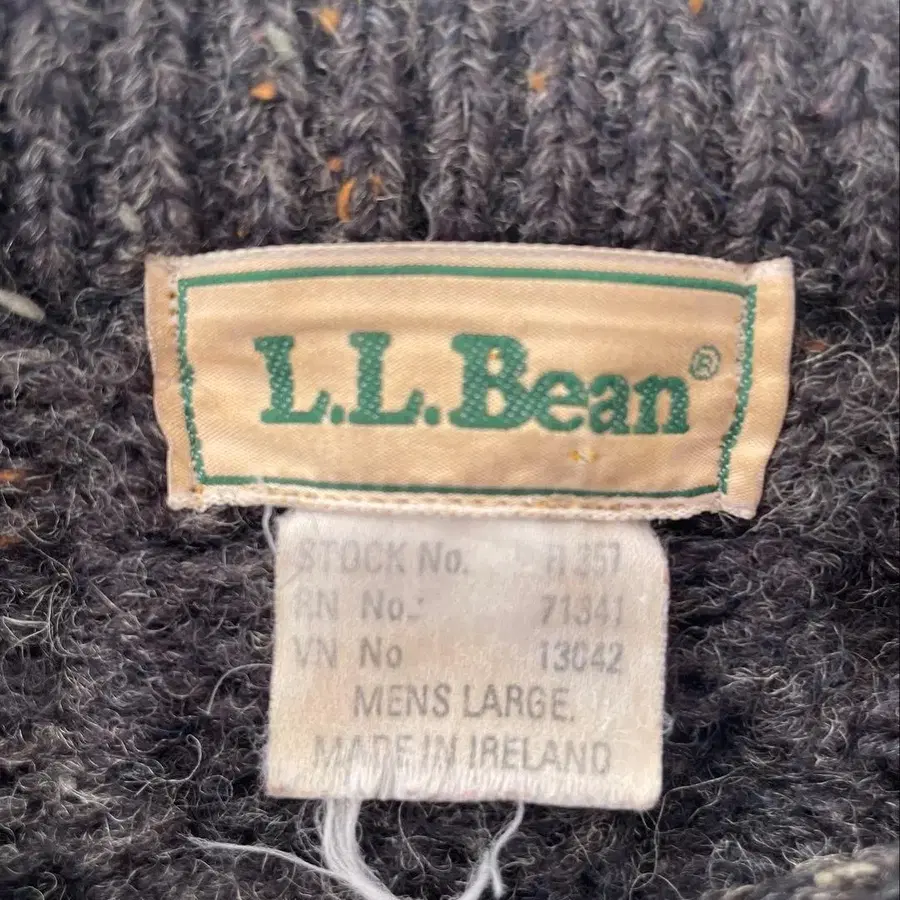 L.L.Bean®
STOCK No. 
RN No.: 71341
VN No 13042
MENS LARGE.
MADE IN IRELAND